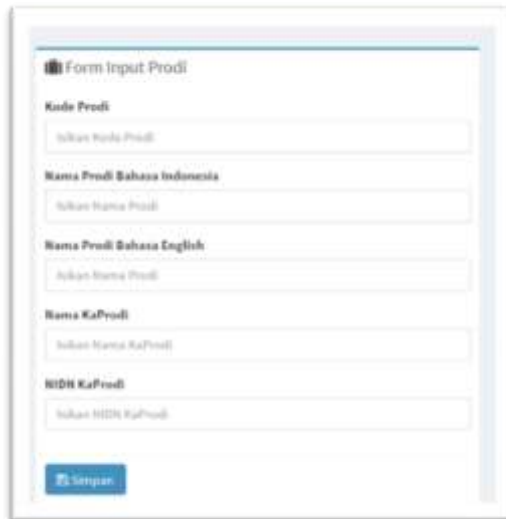 Form Input Prodi
Kode Prodi
Isikan Kode Prodi
Nama Prodi Bahasa Indonesia
Isikan Nama Prodi
Nama Prodi Bahasa English
Isikan Nama Prodi
Nama KaProdi
Isikan Nama KaProdi
NIDN KaProdi
Isikan NIDN KaProdi
Simpan